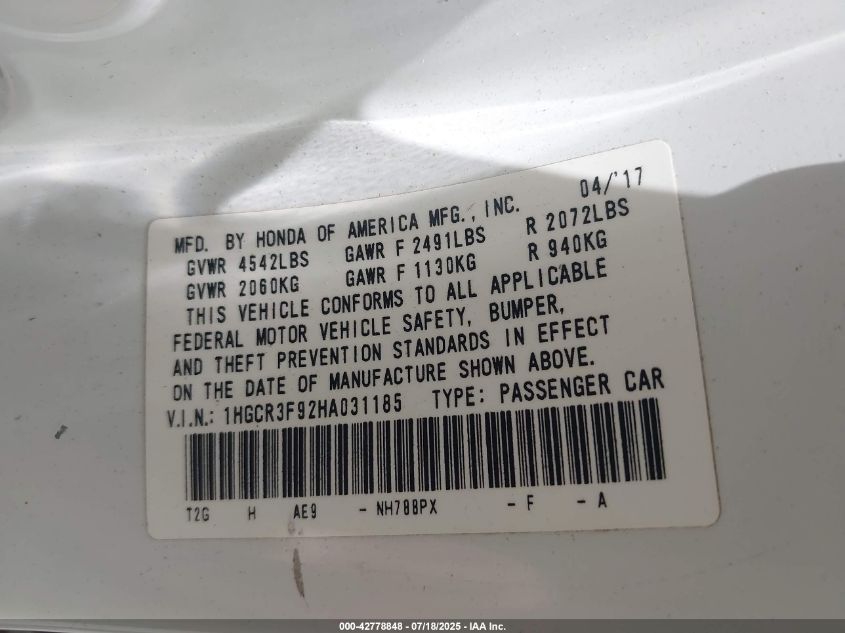 04/'17
MFD. BY HONDA OF AMERICA MFG., INC.
GVWR 4542LBS GAWR F 2491LBS R 2072LBS
GVWR 2060KG GAWR F 1130KG R 940KG
THIS VEHICLE CONFORMS TO ALL APPLICABLE
FEDERAL MOTOR VEHICLE SAFETY, BUMPER,
AND THEFT PREVENTION STANDARDS IN EFFECT
ON THE DATE OF MANUFACTURE SHOWN ABOVE.
V.I.N.: 1HGCR3F92HA031185 TYPE: PASSENGER CAR
T2G H AE9 - NH788PX - F - A
000-42778848 - 07/18/2025 - IAA Inc.